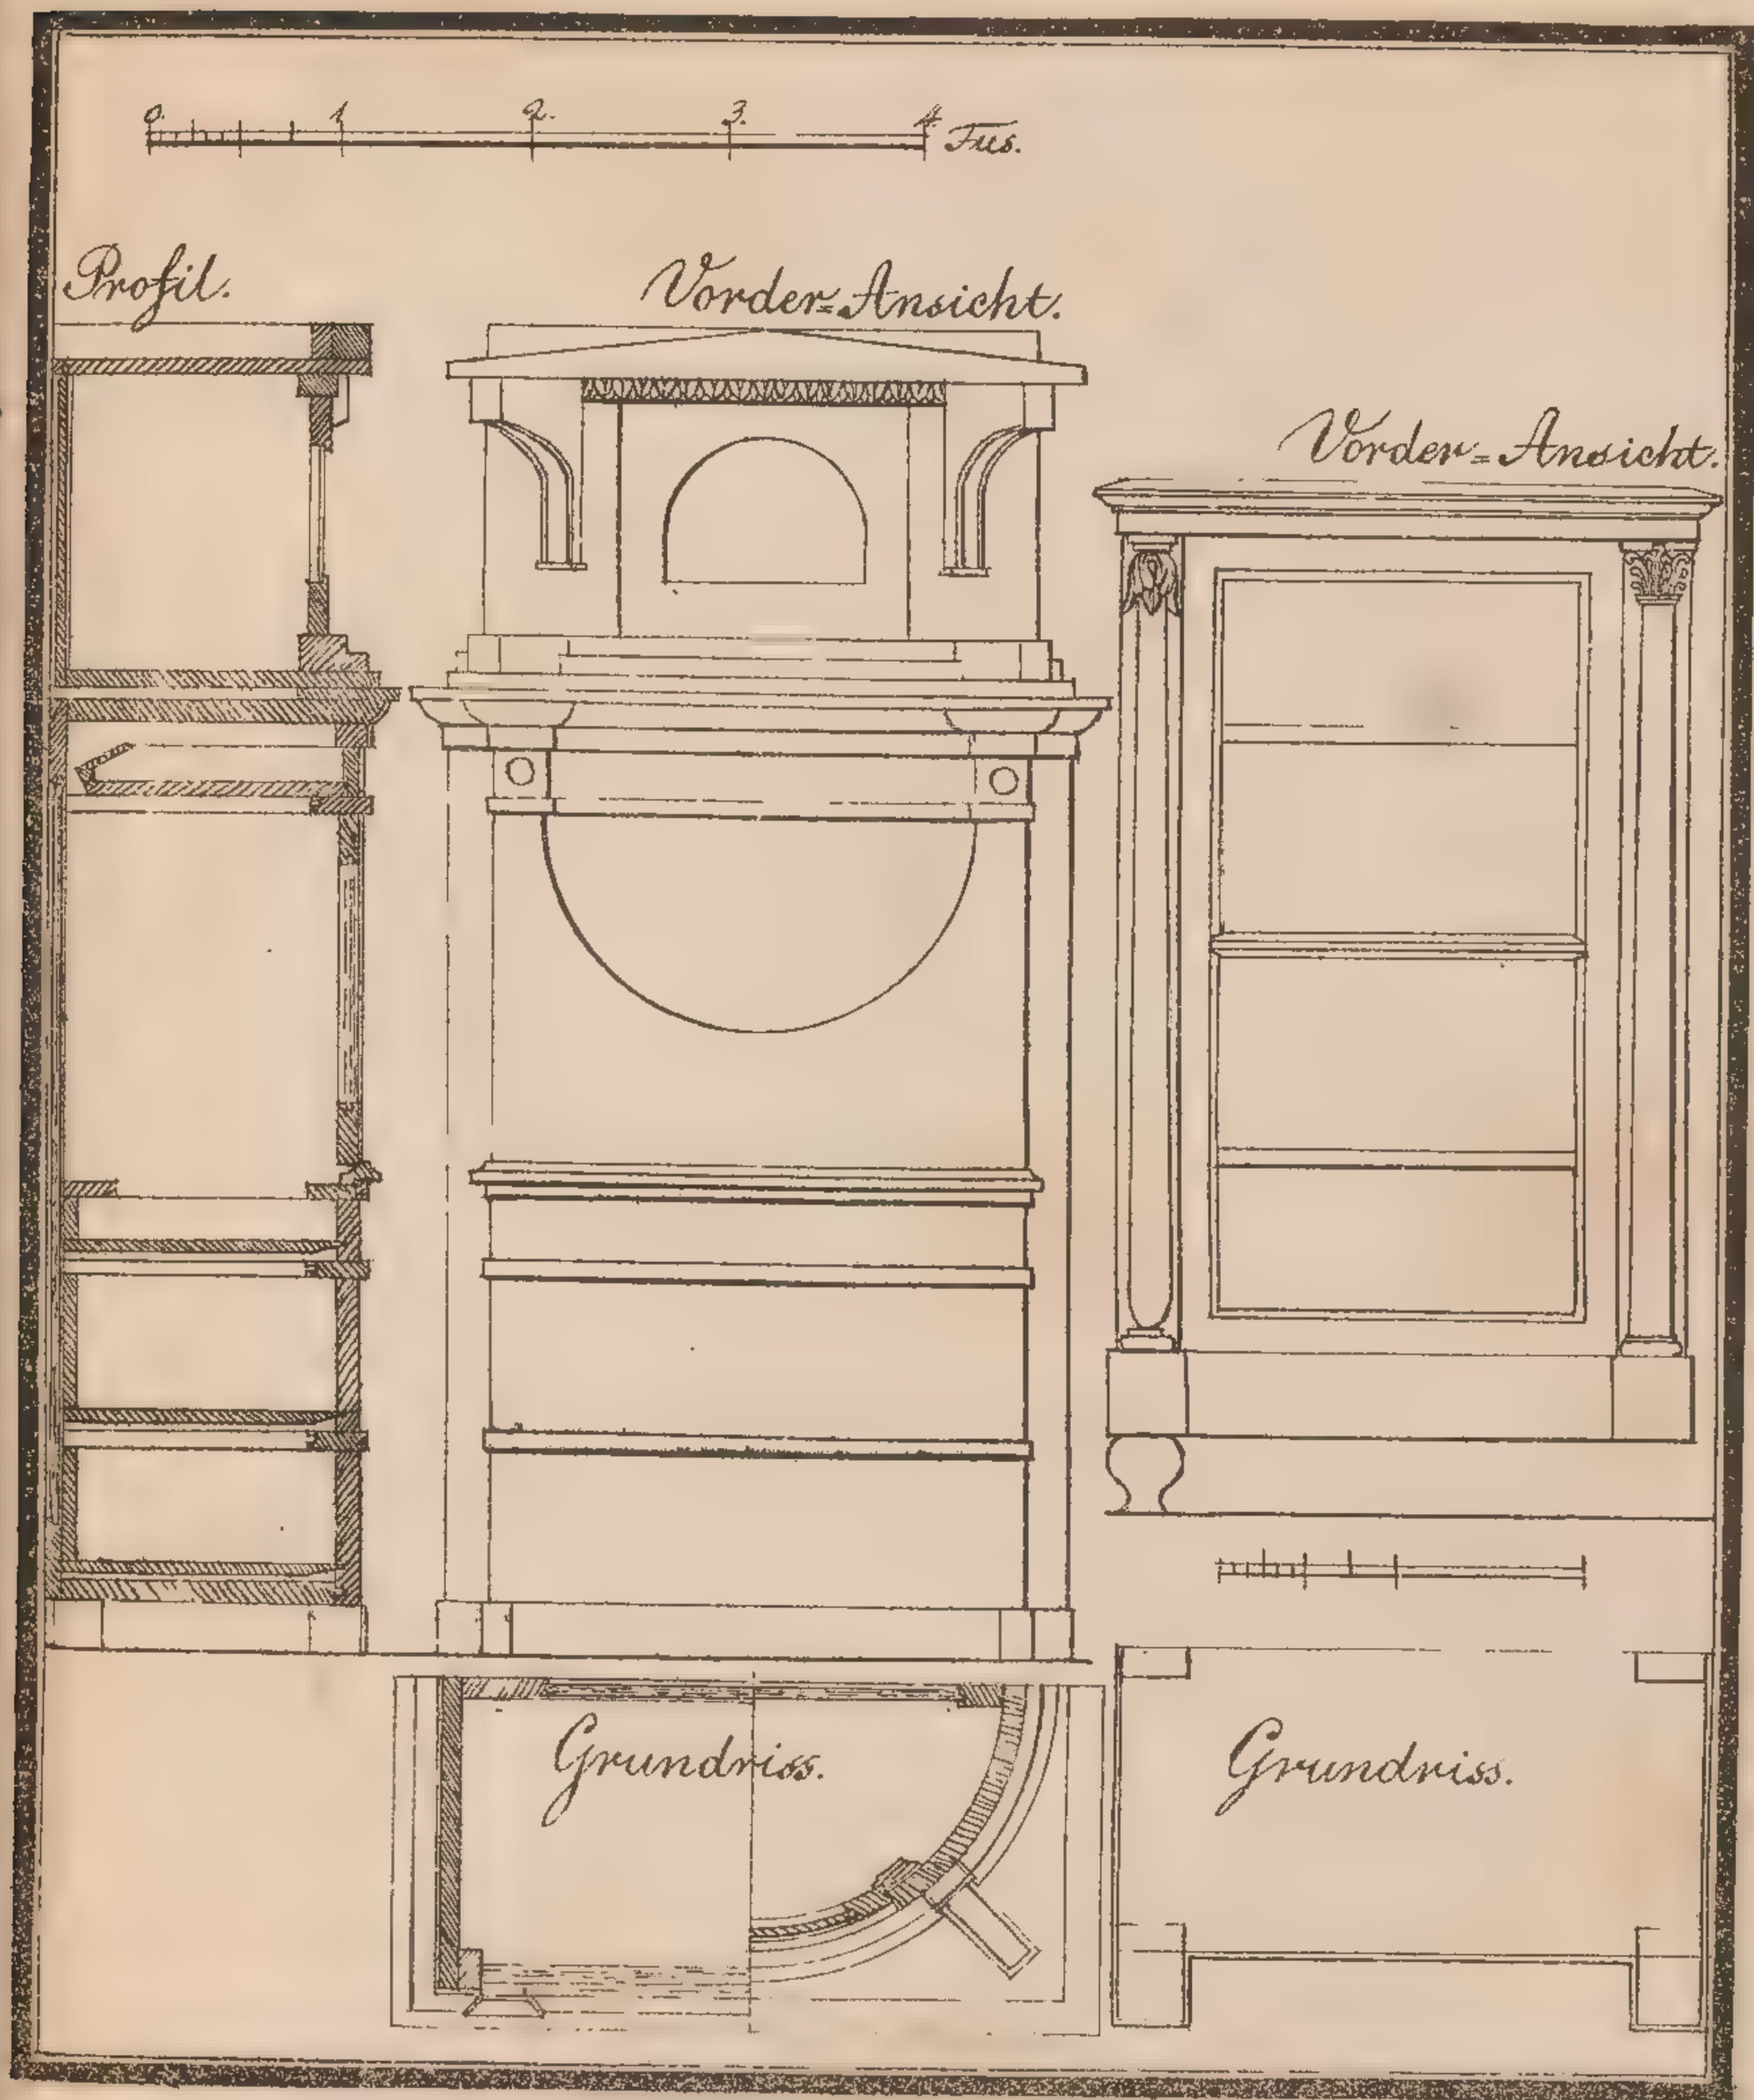 0. 1 2. 3. 4. Fus.
Profil.
Vorder=Ansicht.
Vorder=Ansicht.
Grundriss.
Grundriss.